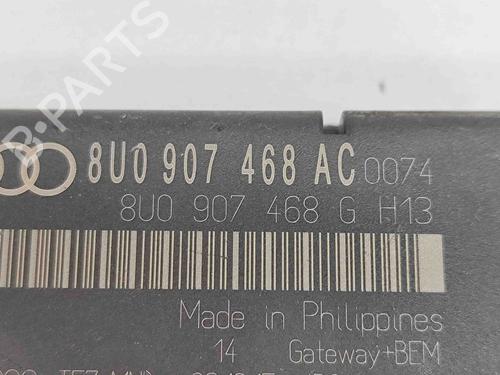 B PARTS
8U0 907 468 AC 0074
8U0 907 468 G H13
Made in Philippines
14 Gateway+BEM